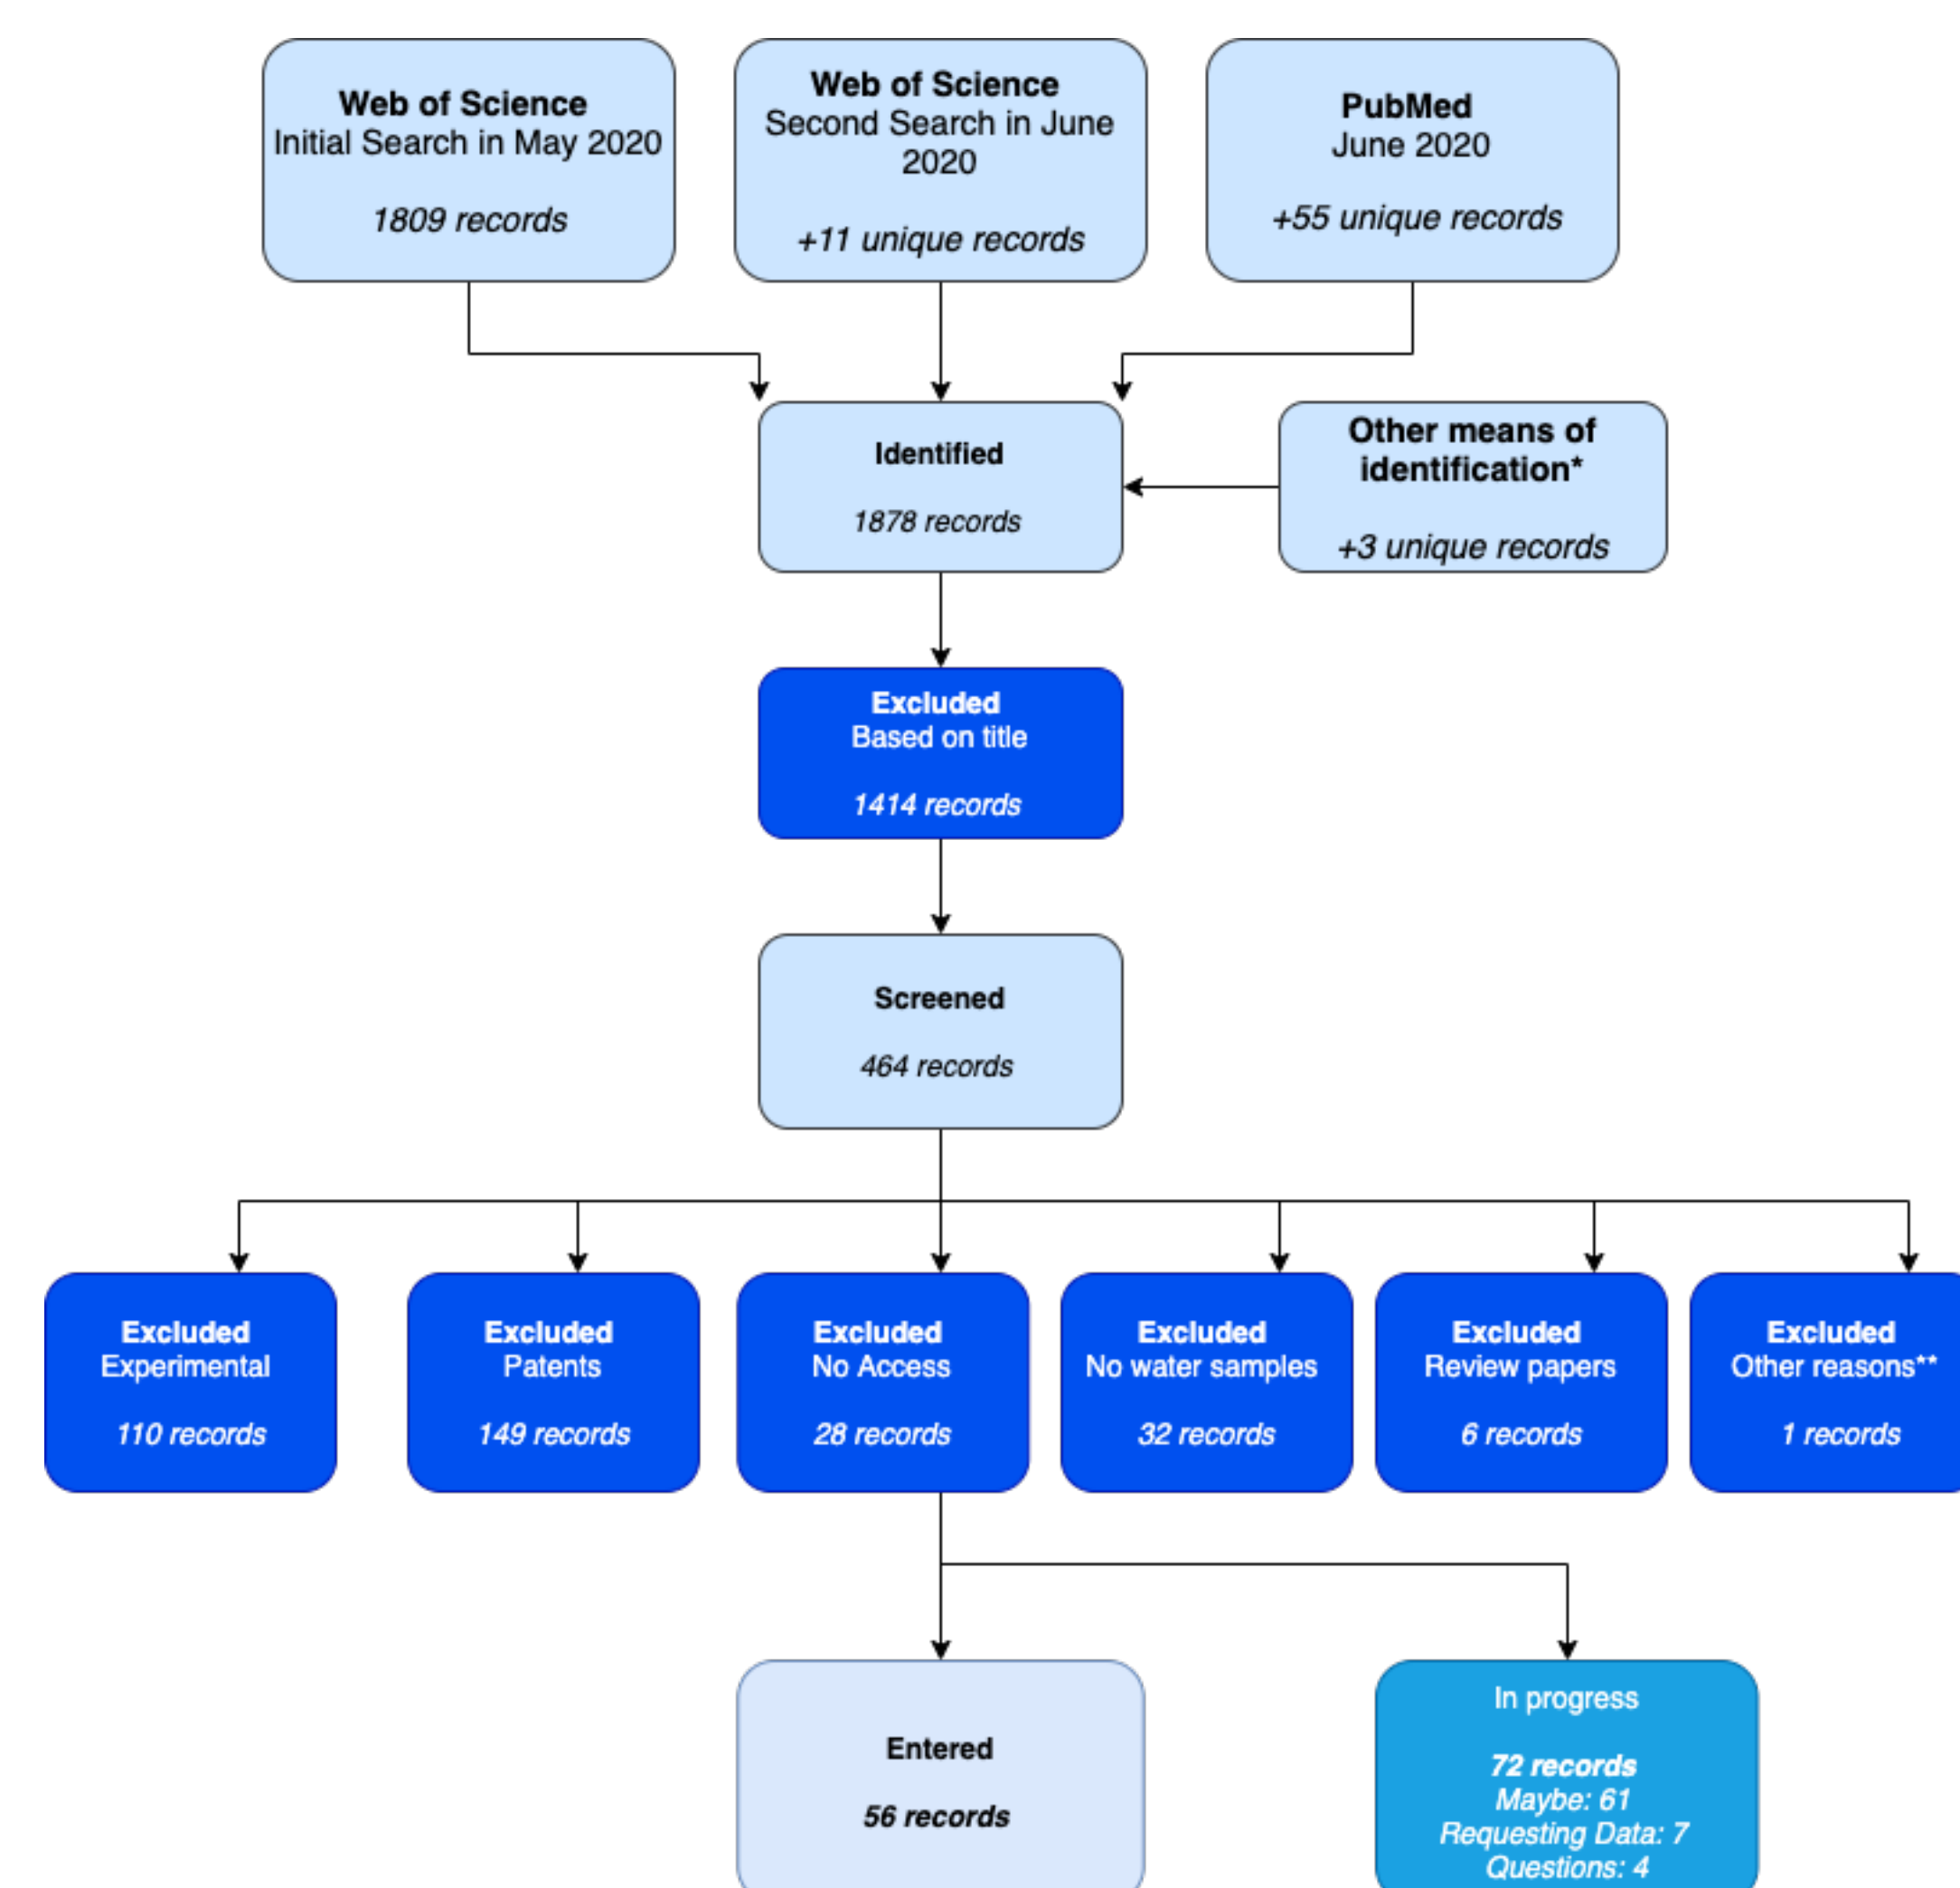 Web of Science
Initial Search in May 2020
1809 records
Web of Science
Second Search in June
2020
+11 unique records
PubMed
June 2020
+55 unique records
Identified
1878 records
Other means of
identification*
+3 unique records
Excluded
Based on title
1414 records
Screened
464 records
Excluded
Experimental
110 records
Excluded
Patents
149 records
Excluded
No Access
28 records
Excluded
No water samples
32 records
Excluded
Review papers
6 records
Excluded
Other reasons**
1 records
Entered
56 records
In progress
72 records
Maybe: 61
Requesting Data: 7
Questions: 4